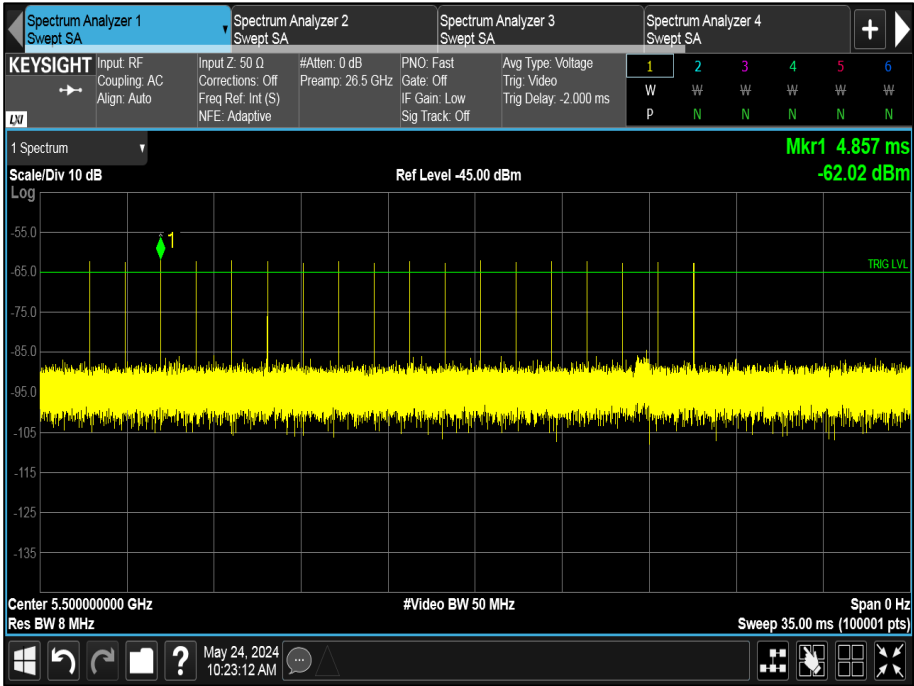 Spectrum Analyzer 1
Swept SA
Spectrum Analyzer 2
Swept SA
Spectrum Analyzer 3
Swept SA
Spectrum Analyzer 4
Swept SA
+
KEYSIGHT
LXI
Input: RF
Coupling: AC
Align: Auto
Input Z: 50 Ω
Corrections: Off
Freq Ref: Int (S)
NFE: Adaptive
#Atten: 0 dB
Preamp: 26.5 GHz
PNO: Fast
Gate: Off
IF Gain: Low
Sig Track: Off
Avg Type: Voltage
Trig: Video
Trig Delay: -2.000 ms
1 2 3 4 5 6
W W W W W W
P N N N N N
1 Spectrum
Mkr1 4.857 ms
Scale/Div 10 dB
Ref Level -45.00 dBm
-62.02 dBm
Log
1
-55.0
-65.0
TRIG LVL
-75.0
-85.0
-95.0
-105
-115
-125
-135
Center 5.500000000 GHz
#Video BW 50 MHz
Span 0 Hz
Res BW 8 MHz
Sweep 35.00 ms (100001 pts)
?
May 24, 2024
10:23:12 AM